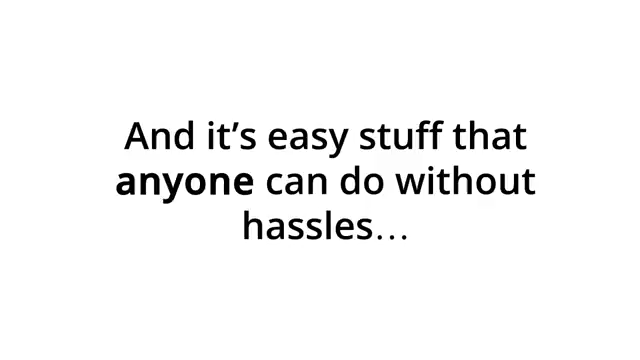 And it’s easy stuff that
anyone can do without
hassles…